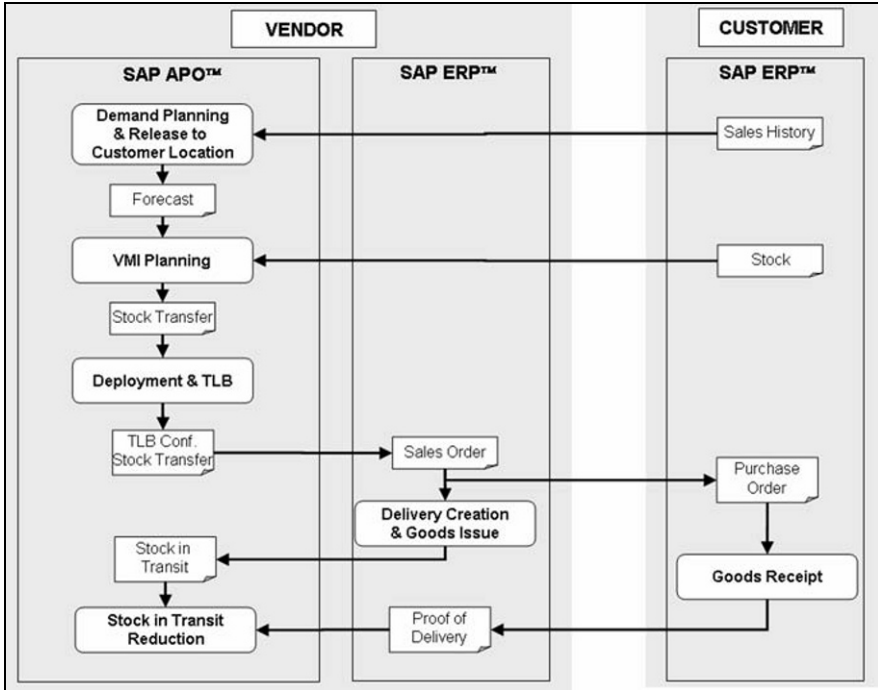 VENDOR
CUSTOMER
SAP APO™
SAP ERP™
SAP ERP™
Demand Planning
& Release to
Customer Location
Sales History
Forecast
VMI Planning
Stock
Stock Transfer
Deployment & TLB
TLB Conf.
Stock Transfer
Sales Order
Purchase
Order
Delivery Creation
& Goods Issue
Stock in
Transit
Goods Receipt
Stock in Transit
Reduction
Proof of
Delivery